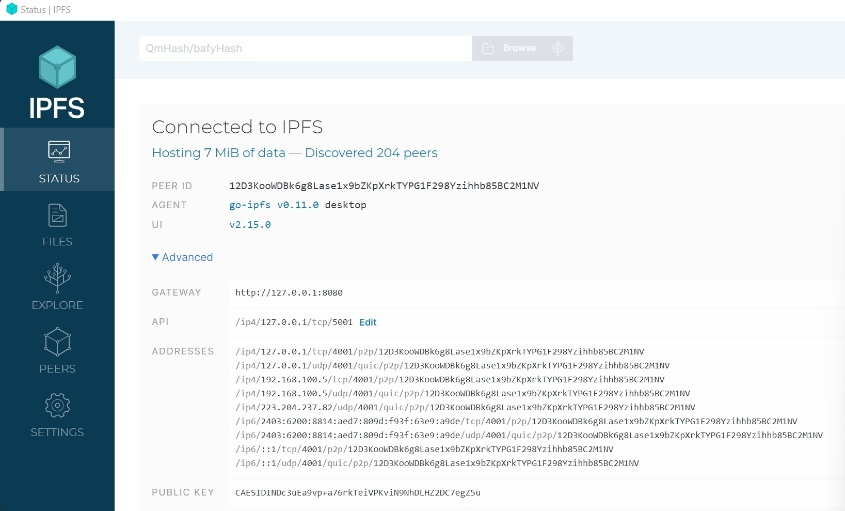 Status | IPFS
QmHash/bafyHash
Browse
IPFS
STATUS
FILES
EXPLORE
PEERS
SETTINGS
Connected to IPFS
Hosting 7 MiB of data — Discovered 204 peers
PEER ID 12D3KooWDBk6g8Lase1x9bZKpXrkTYPG1F298Yzihhb85BC2M1NV
AGENT go-ipfs v0.11.0 desktop
UI v2.15.0
▼ Advanced
GATEWAY http://127.0.0.1:8080
API /ip4/127.0.0.1/tcp/5001 Edit
ADDRESSES /ip4/127.0.0.1/tcp/4001/p2p/12D3KooWDBk6g8Lase1x9bZKpXrkTYPG1F298Yzihhb85BC2M1NV
/ip4/127.0.0.1/udp/4001/quic/p2p/12D3KooWDBk6g8Lase1x9bZKpXrkTYPG1F298Yzihhb85BC2M1NV
/ip4/192.168.100.5/tcp/4001/p2p/12D3KooWDBk6g8Lase1x9bZKpXrkTYPG1F298Yzihhb85BC2M1NV
/ip4/192.168.100.5/udp/4001/quic/p2p/12D3KooWDBk6g8Lase1x9bZKpXrkTYPG1F298Yzihhb85BC2M1NV
/ip4/223.204.237.82/udp/4001/quic/p2p/12D3KooWDBk6g8Lase1x9bZKpXrkTYPG1F298Yzihhb85BC2M1NV
/ip6/2403:6200:8814:aed7:809d:f93f:63e9:a9de/tcp/4001/p2p/12D3KooWDBk6g8Lase1x9bZKpXrkTYPG1F298Yzihhb85BC2M1NV
/ip6/2403:6200:8814:aed7:809d:f93f:63e9:a9de/udp/4001/quic/p2p/12D3KooWDBk6g8Lase1x9bZKpXrkTYPG1F298Yzihhb85BC2M1NV
/ip6/::1/tcp/4001/p2p/12D3KooWDBk6g8Lase1x9bZKpXrkTYPG1F298Yzihhb85BC2M1NV
/ip6/::1/udp/4001/quic/p2p/12D3KooWDBk6g8Lase1x9bZKpXrkTYPG1F298Yzihhb85BC2M1NV
PUBLIC KEY CAESIDINDc3uEa9vp+a76rkTeiVPKviN9NhDLHZ2DC7egZ5u